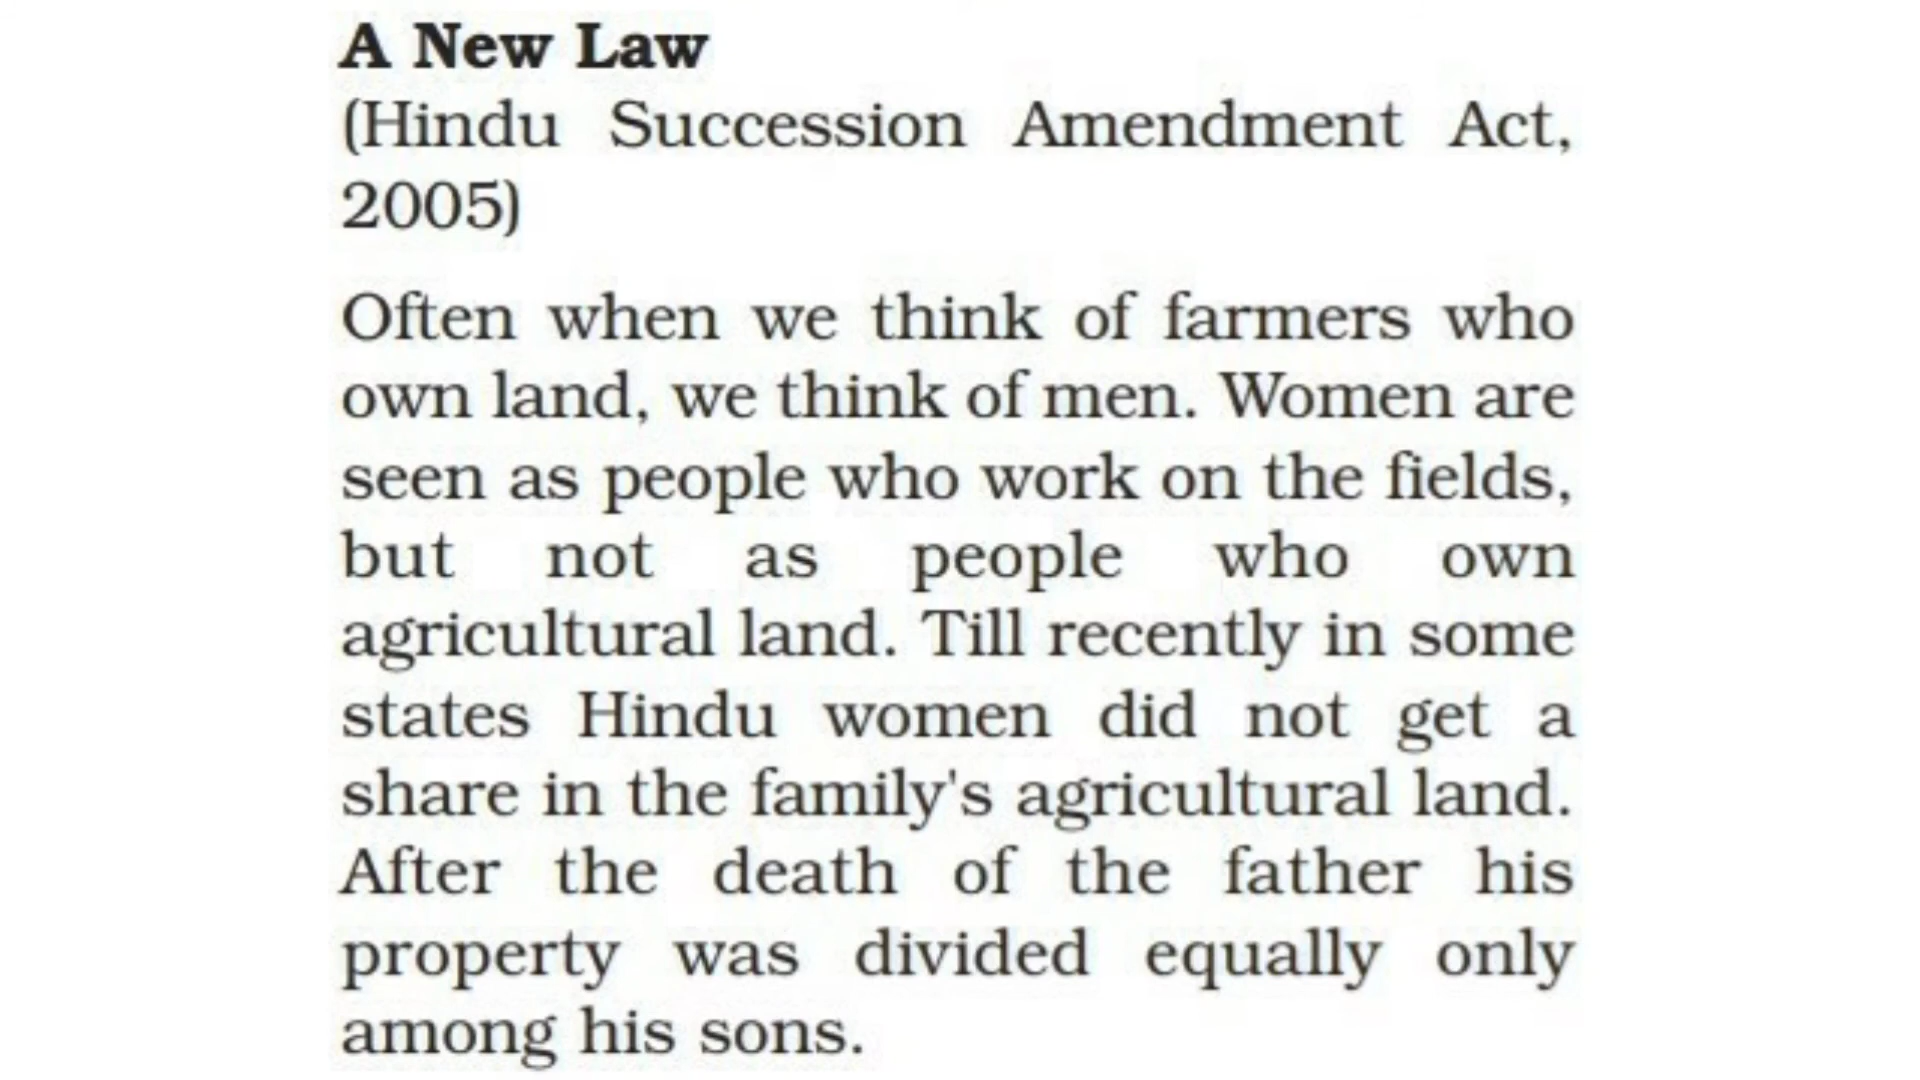 A New Law
(Hindu Succession Amendment Act,
2005)
Often when we think of farmers who
own land, we think of men. Women are
seen as people who work on the fields,
but not as people who own
agricultural land. Till recently in some
states Hindu women did not get a
share in the family's agricultural land.
After the death of the father his
property was divided equally only
among his sons.